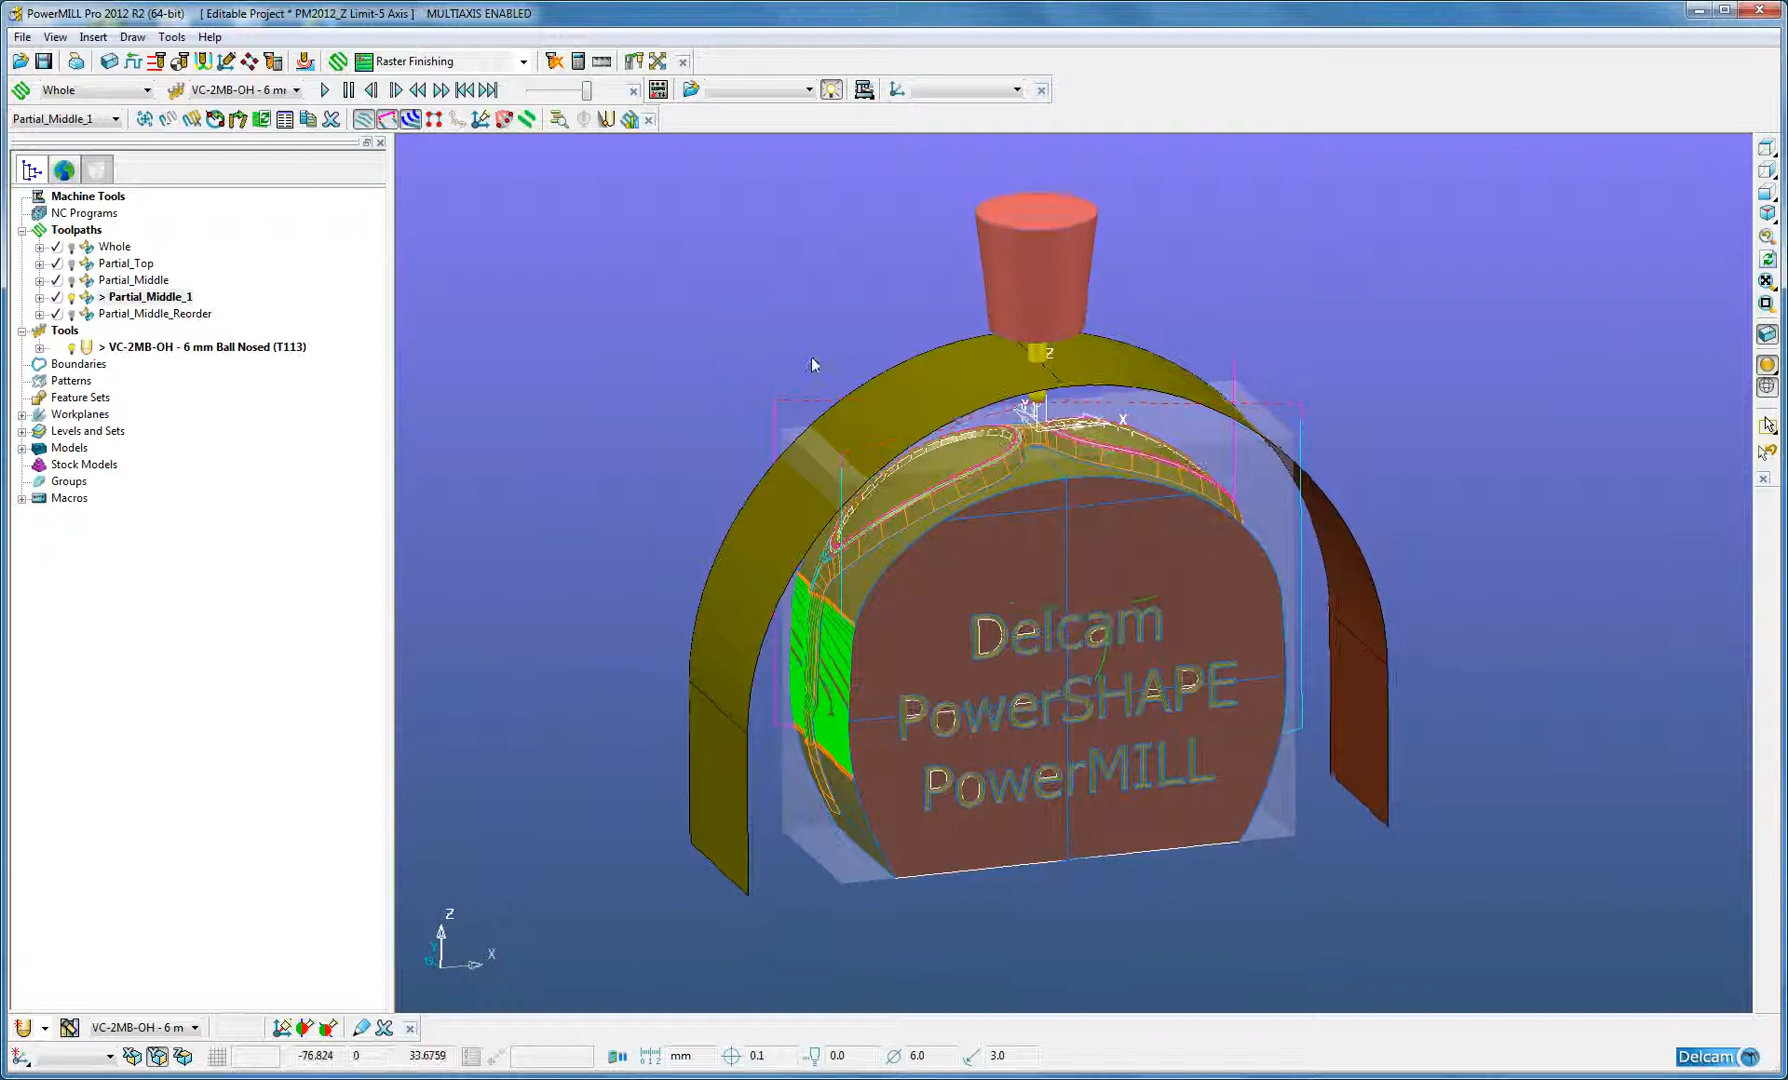 PowerMILL Pro 2012 R2 (64-bit) [ Editable Project * PM2012_Z Limit-5 Axis ] MULTIAXIS ENABLED
File View Insert Draw Tools Help
Raster Finishing
Whole VC-2MB-OH - 6 mr
Partial_Middle_1
Machine Tools
NC Programs
Toolpaths
Whole
Partial_Top
Partial_Middle
> Partial_Middle_1
Partial_Middle_Reorder
Tools
> VC-2MB-OH - 6 mm Ball Nosed (T113)
Boundaries
Patterns
Feature Sets
Workplanes
Levels and Sets
Models
Stock Models
Groups
Macros
Z
Y
X
Delcam
PowerSHAPE
PowerMILL
Z
Y
X
VC-2MB-OH - 6 m
-76.824 0 33.6759 mm 0.1 0.0 6.0 3.0
Delcam